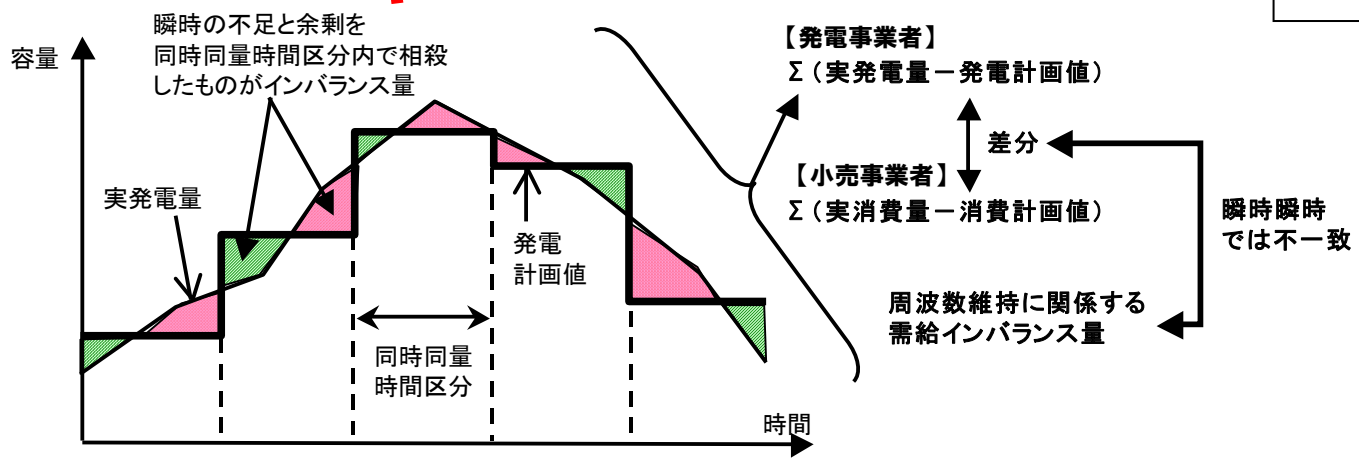 瞬時の不足と余剰を
同時同量時間区分内で相殺
したものがインバランス量
容量
実発電量
発電
計画値
同時同量
時間区分
時間
【発電事業者】
Σ(実発電量－発電計画値)
差分
【小売事業者】
Σ(実消費量－消費計画値)
瞬時瞬時
では不一致
周波数維持に関係する
需給インバランス量